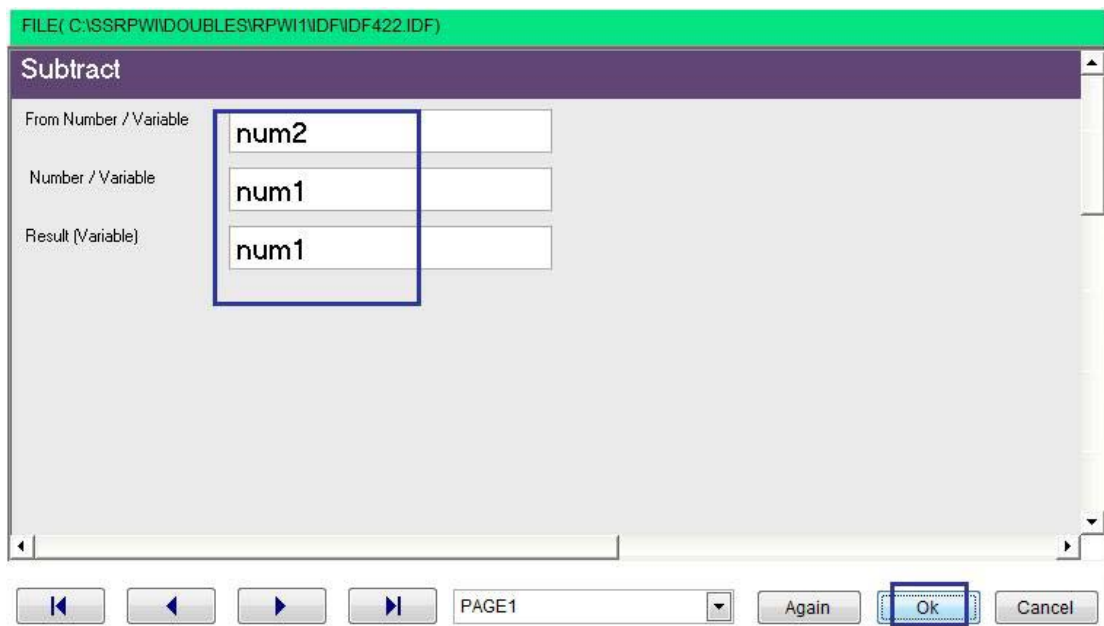 FILE( C:\SSRPWI\DOUBLES\RPWI1\IDF\IDF422.IDF)
Subtract
From Number / Variable
num2
Number / Variable
num1
Result (Variable)
num1
PAGE1
Again
Ok
Cancel